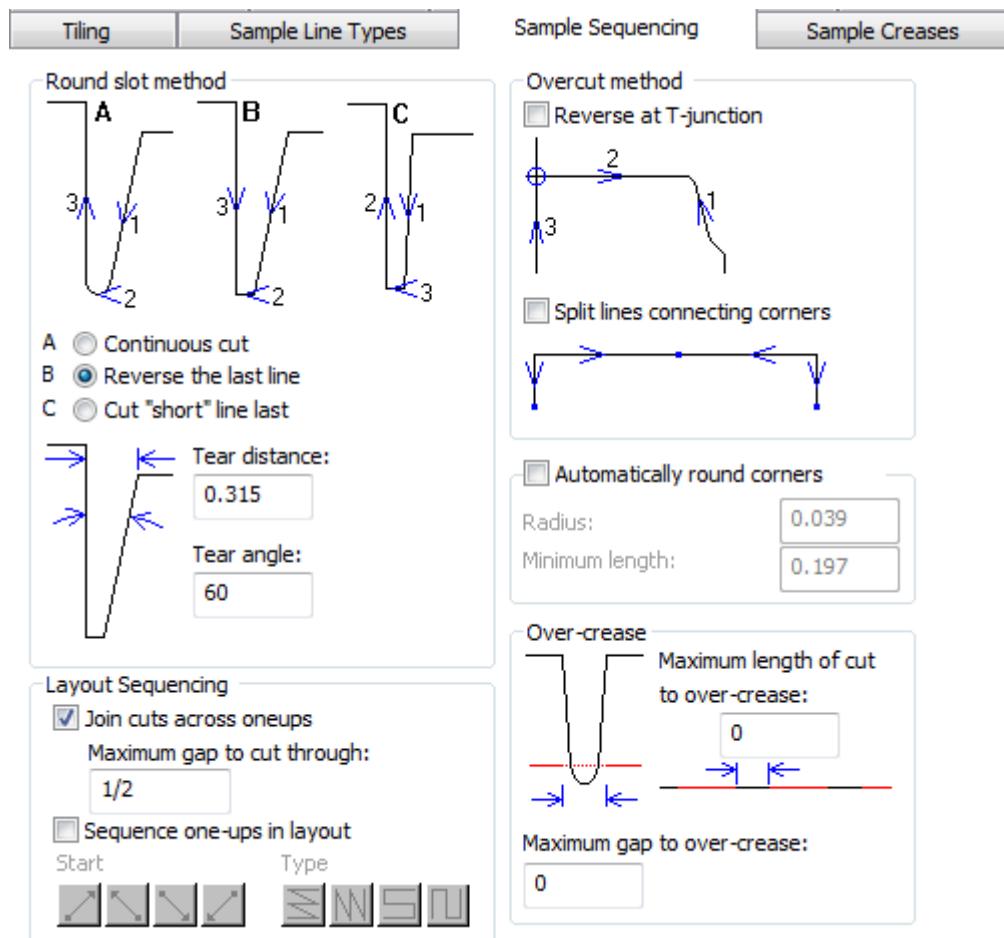 Tiling
Sample Line Types
Sample Sequencing
Sample Creases
Round slot method
A
B
C
3
1
2
3
1
2
2
1
3
A Continuous cut
B Reverse the last line
C Cut "short" line last
Tear distance:
0.315
Tear angle:
60
Layout Sequencing
Join cuts across oneups
Maximum gap to cut through:
1/2
Sequence one-ups in layout
Start
Type
Overcut method
Reverse at T-junction
2
1
3
Split lines connecting corners
Automatically round corners
Radius:
0.039
Minimum length:
0.197
Over-crease
Maximum length of cut
to over-crease:
0
Maximum gap to over-crease:
0